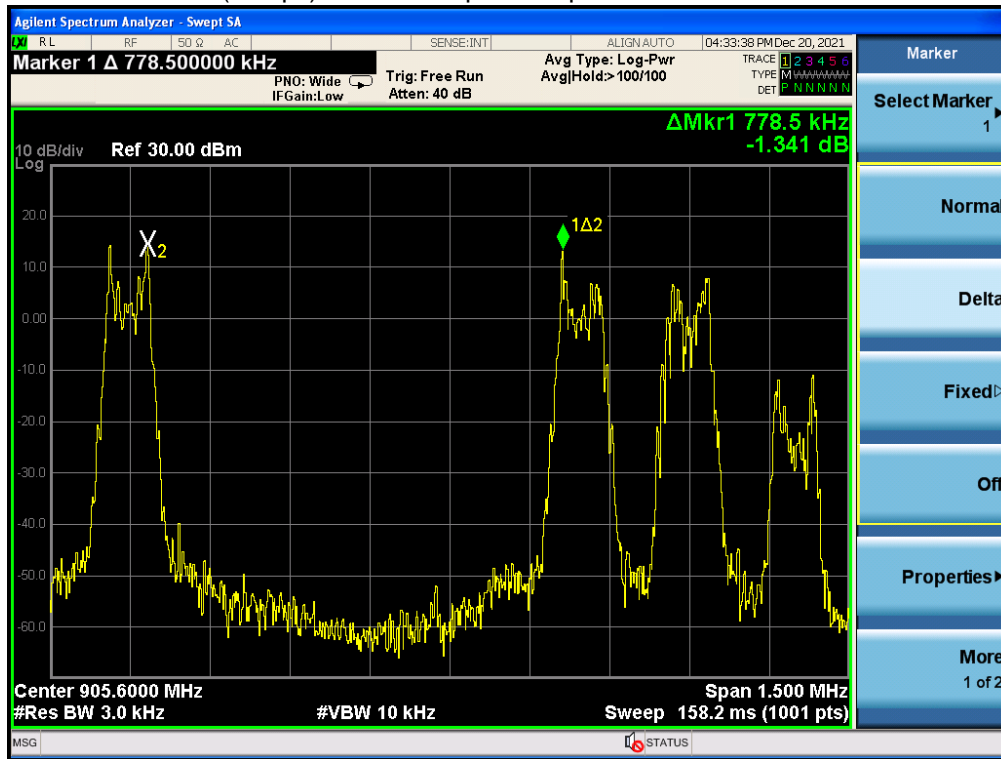 Agilent Spectrum Analyzer - Swept SA
LXI RL RF 50 Ω AC SENSE:INT ALIGN AUTO 04:33:38 PM Dec 20, 2021
Marker 1 Δ 778.500000 kHz
PNO: Wide
IFGain:Low
Trig: Free Run
Atten: 40 dB
Avg Type: Log-Pwr
Avg|Hold:>100/100
TRACE 1 2 3 4 5 6
TYPE M
DET P N N N N N
ΔMkr1 778.5 kHz
-1.341 dB
10 dB/div Ref 30.00 dBm
Log
20.0
10.0
0.00
-10.0
-20.0
-30.0
-40.0
-50.0
-60.0
X2
1Δ2
Center 905.6000 MHz Span 1.500 MHz
#Res BW 3.0 kHz #VBW 10 kHz Sweep 158.2 ms (1001 pts)
MSG STATUS
Marker
Select Marker
1
Normal
Delta
Fixed
Off
Properties
More
1 of 2